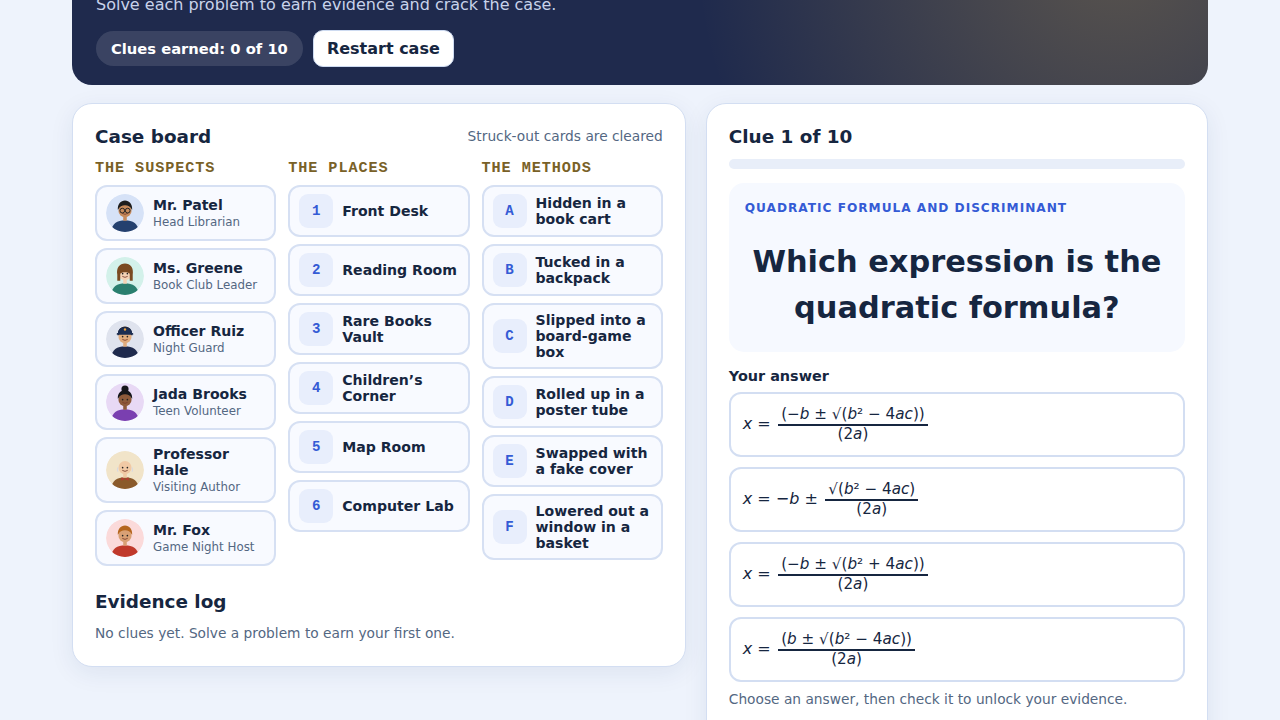 Solve each problem to earn evidence and crack the case.
Clues earned: 0 of 10
Restart case
Case board
Struck-out cards are cleared
THE SUSPECTS
Mr. Patel
Head Librarian
Ms. Greene
Book Club Leader
Officer Ruiz
Night Guard
Jada Brooks
Teen Volunteer
Professor
Hale
Visiting Author
Mr. Fox
Game Night Host
THE PLACES
1 Front Desk
2 Reading Room
3 Rare Books
Vault
4 Children’s
Corner
5 Map Room
6 Computer Lab
THE METHODS
A Hidden in a
book cart
B Tucked in a
backpack
C Slipped into a
board-game
box
D Rolled up in a
poster tube
E Swapped with
a fake cover
F Lowered out a
window in a
basket
Evidence log
No clues yet. Solve a problem to earn your first one.
Clue 1 of 10
QUADRATIC FORMULA AND DISCRIMINANT
Which expression is the
quadratic formula?
Your answer
x = (−b ± √(b² − 4ac))
(2a)
x = −b ± √(b² − 4ac)
(2a)
x = (−b ± √(b² + 4ac))
(2a)
x = (b ± √(b² − 4ac))
(2a)
Choose an answer, then check it to unlock your evidence.